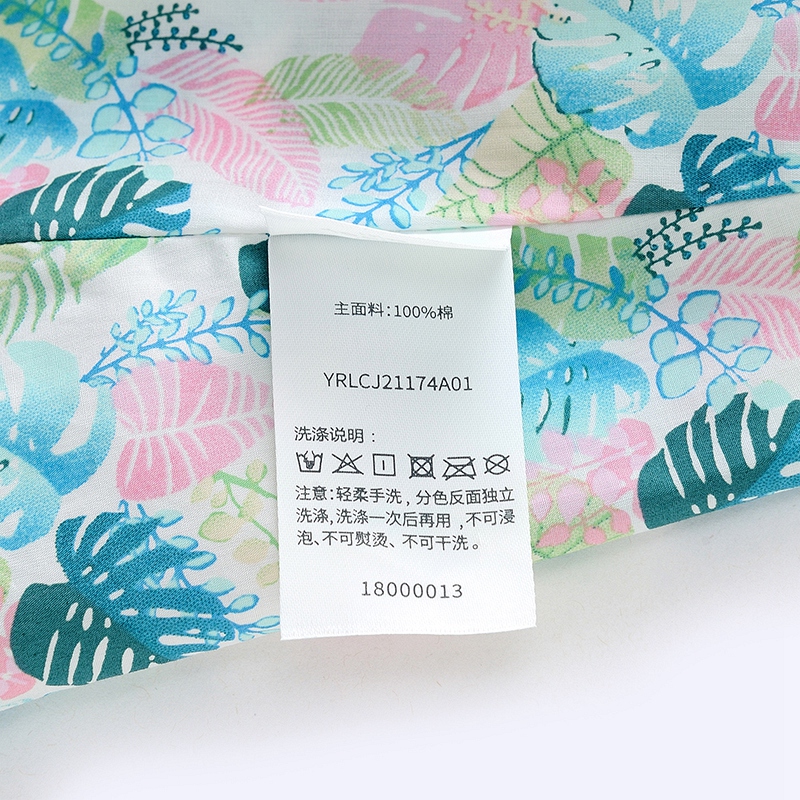 主面料:100%棉
YRLCJ21174A01
洗涤说明：
注意:轻柔手洗，分色反面独立
洗涤,洗涤一次后再用，不可浸
泡、不可熨烫、不可干洗。
18000013